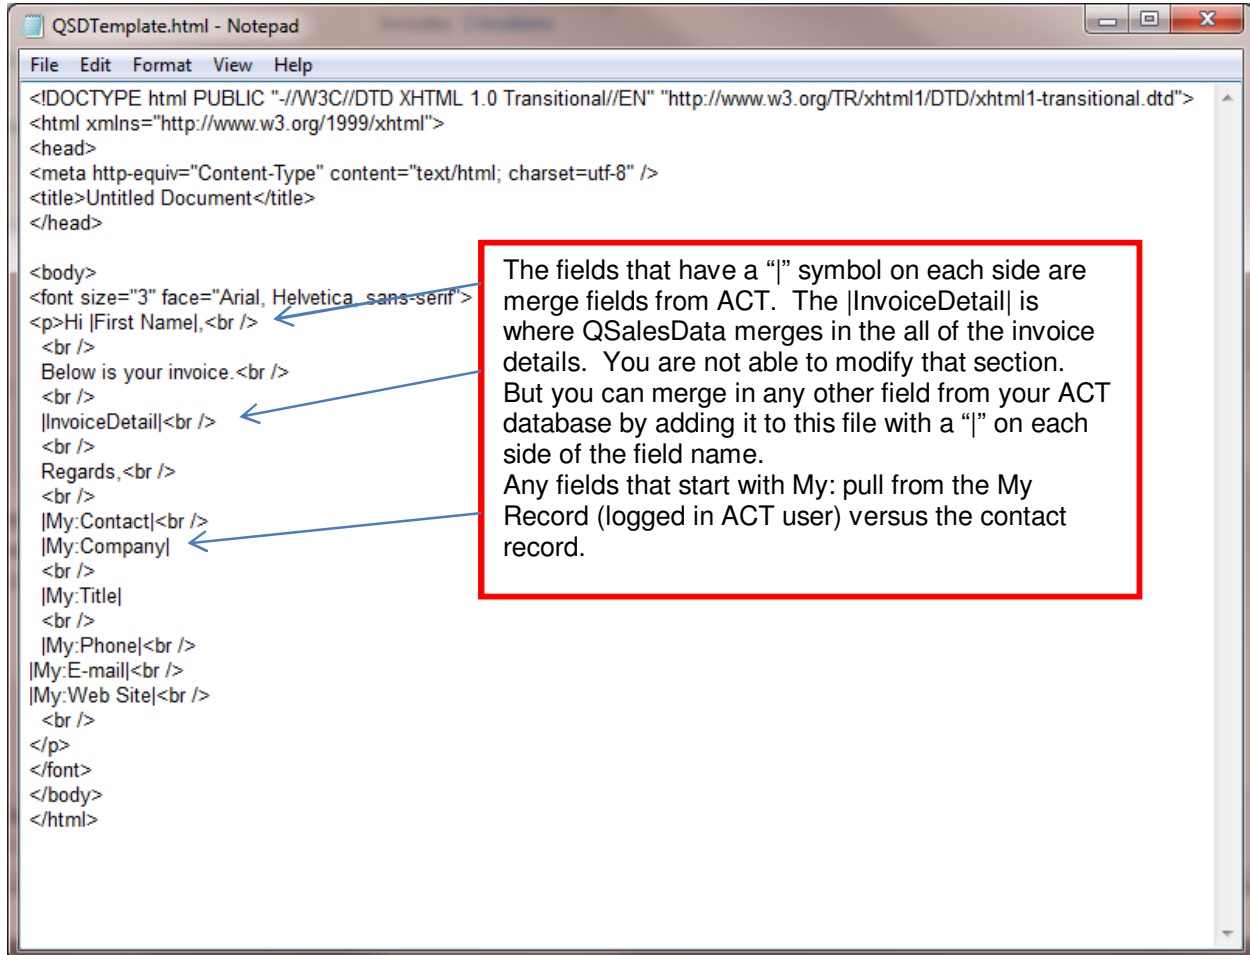 QSDTemplate.html - Notepad
File Edit Format View Help
<!DOCTYPE html PUBLIC "-//W3C//DTD XHTML 1.0 Transitional//EN" "http://www.w3.org/TR/xhtml1/DTD/xhtml1-transitional.dtd">
<html xmlns="http://www.w3.org/1999/xhtml">
<head>
<meta http-equiv="Content-Type" content="text/html; charset=utf-8" />
<title>Untitled Document</title>
</head>
<body>
<font size="3" face="Arial, Helvetica, sans-serif">
<p>Hi |First Name|,<br />
<br />
Below is your invoice.<br />
<br />
|InvoiceDetail|<br />
<br />
Regards,<br />
<br />
|My:Contact|<br />
|My:Company|
<br />
|My:Title|
<br />
|My:Phone|<br />
|My:E-mail|<br />
|My:Web Site|<br />
<br />
</p>
</font>
</body>
</html>
The fields that have a “|” symbol on each side are
merge fields from ACT. The |InvoiceDetail| is
where QSalesData merges in the all of the invoice
details. You are not able to modify that section.
But you can merge in any other field from your ACT
database by adding it to this file with a “|” on each
side of the field name.
Any fields that start with My: pull from the My
Record (logged in ACT user) versus the contact
record.